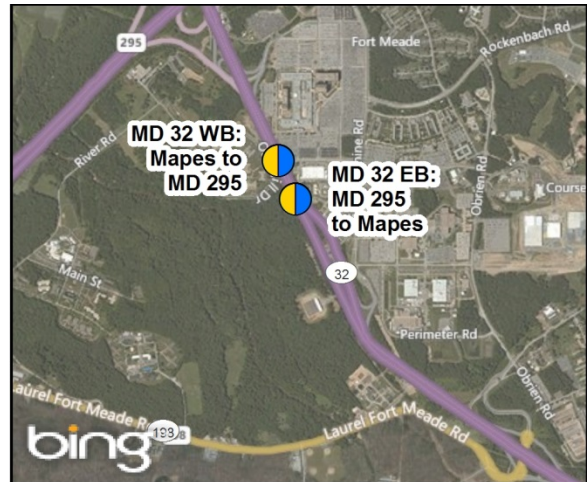 295
Fort Meade
Rockenbach Rd
River Rd
MD 32 WB:
Mapes to
MD 295
MD 32 EB:
MD 295
to Mapes
Obrien Rd
Course
Main St
32
Perimeter Rd
Obrien Rd
Laurel Fort Meade Rd
Laurel Fort Meade Rd
bing